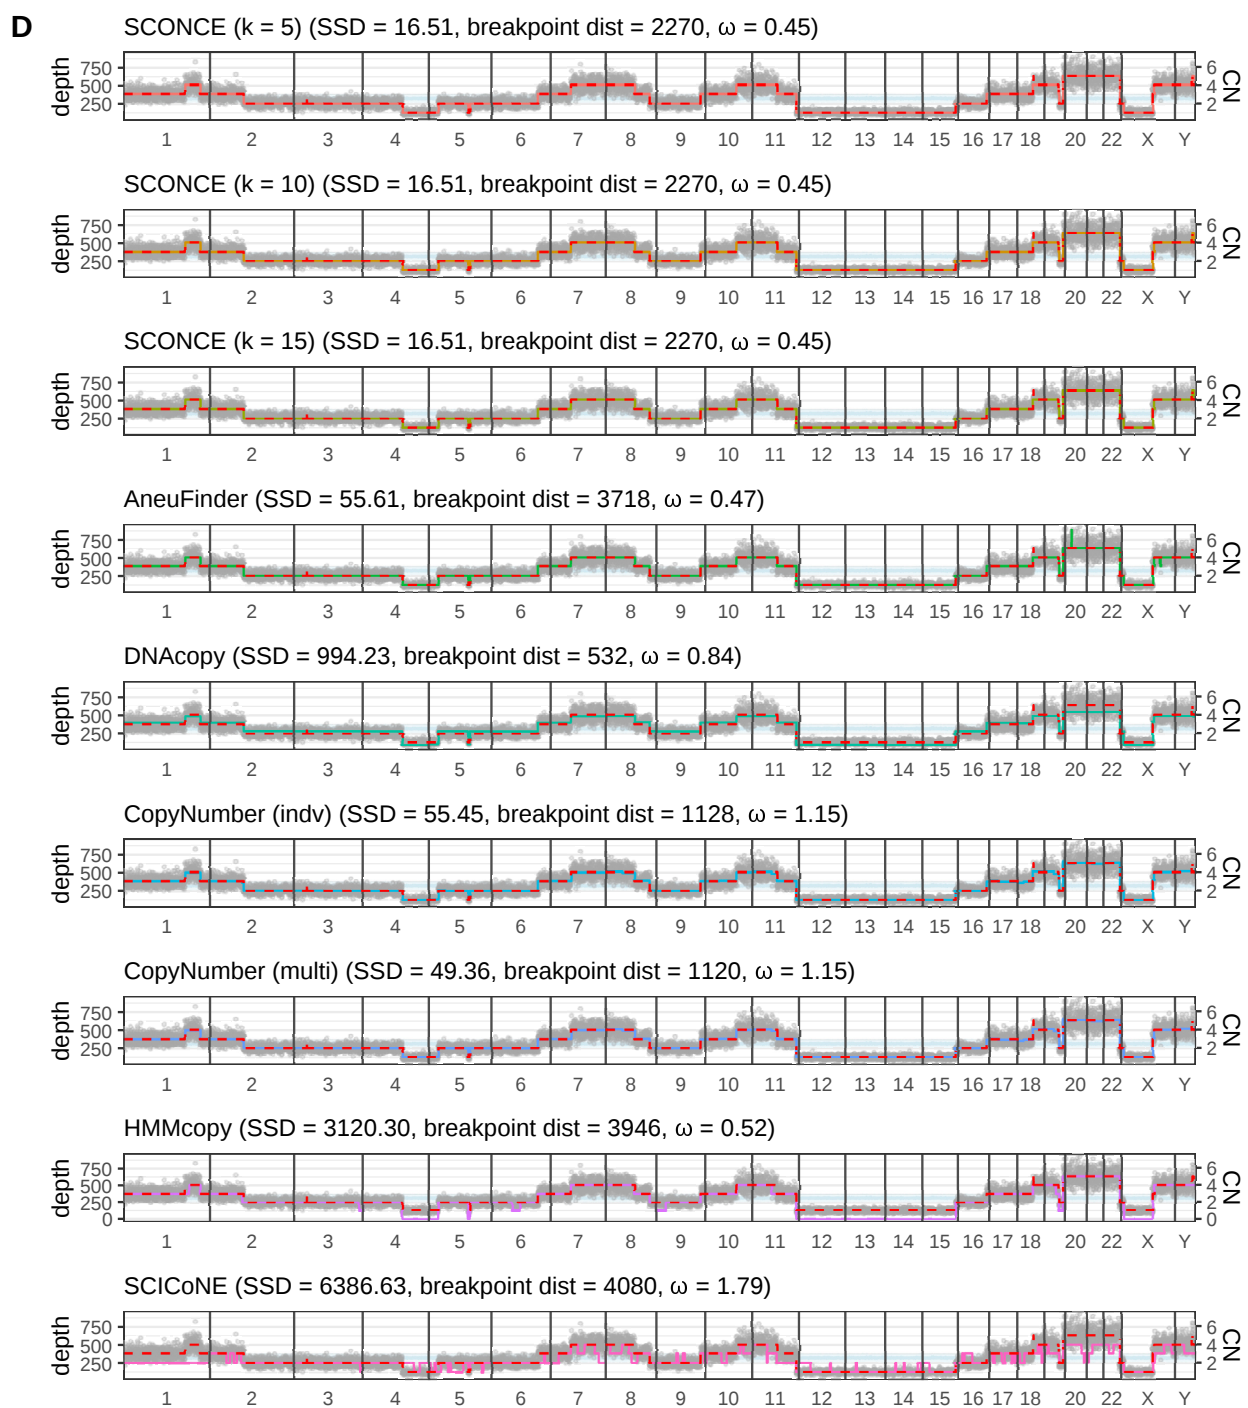 D
SCONCE (k = 5) (SSD = 16.51, breakpoint dist = 2270, ω = 0.45)
depth
750
500
250
6
4
2
CN
1 2 3 4 5 6 7 8 9 10 11 12 13 14 15 16 17 18 20 22 X Y
SCONCE (k = 10) (SSD = 16.51, breakpoint dist = 2270, ω = 0.45)
depth
750
500
250
6
4
2
CN
1 2 3 4 5 6 7 8 9 10 11 12 13 14 15 16 17 18 20 22 X Y
SCONCE (k = 15) (SSD = 16.51, breakpoint dist = 2270, ω = 0.45)
depth
750
500
250
6
4
2
CN
1 2 3 4 5 6 7 8 9 10 11 12 13 14 15 16 17 18 20 22 X Y
AneuFinder (SSD = 55.61, breakpoint dist = 3718, ω = 0.47)
depth
750
500
250
6
4
2
CN
1 2 3 4 5 6 7 8 9 10 11 12 13 14 15 16 17 18 20 22 X Y
DNAcopy (SSD = 994.23, breakpoint dist = 532, ω = 0.84)
depth
750
500
250
6
4
2
CN
1 2 3 4 5 6 7 8 9 10 11 12 13 14 15 16 17 18 20 22 X Y
CopyNumber (indv) (SSD = 55.45, breakpoint dist = 1128, ω = 1.15)
depth
750
500
250
6
4
2
CN
1 2 3 4 5 6 7 8 9 10 11 12 13 14 15 16 17 18 20 22 X Y
CopyNumber (multi) (SSD = 49.36, breakpoint dist = 1120, ω = 1.15)
depth
750
500
250
6
4
2
CN
1 2 3 4 5 6 7 8 9 10 11 12 13 14 15 16 17 18 20 22 X Y
HMMcopy (SSD = 3120.30, breakpoint dist = 3946, ω = 0.52)
depth
750
500
250
0
6
4
2
0
CN
1 2 3 4 5 6 7 8 9 10 11 12 13 14 15 16 17 18 20 22 X Y
SCICoNE (SSD = 6386.63, breakpoint dist = 4080, ω = 1.79)
depth
750
500
250
6
4
2
CN
1 2 3 4 5 6 7 8 9 10 11 12 13 14 15 16 17 18 20 22 X Y